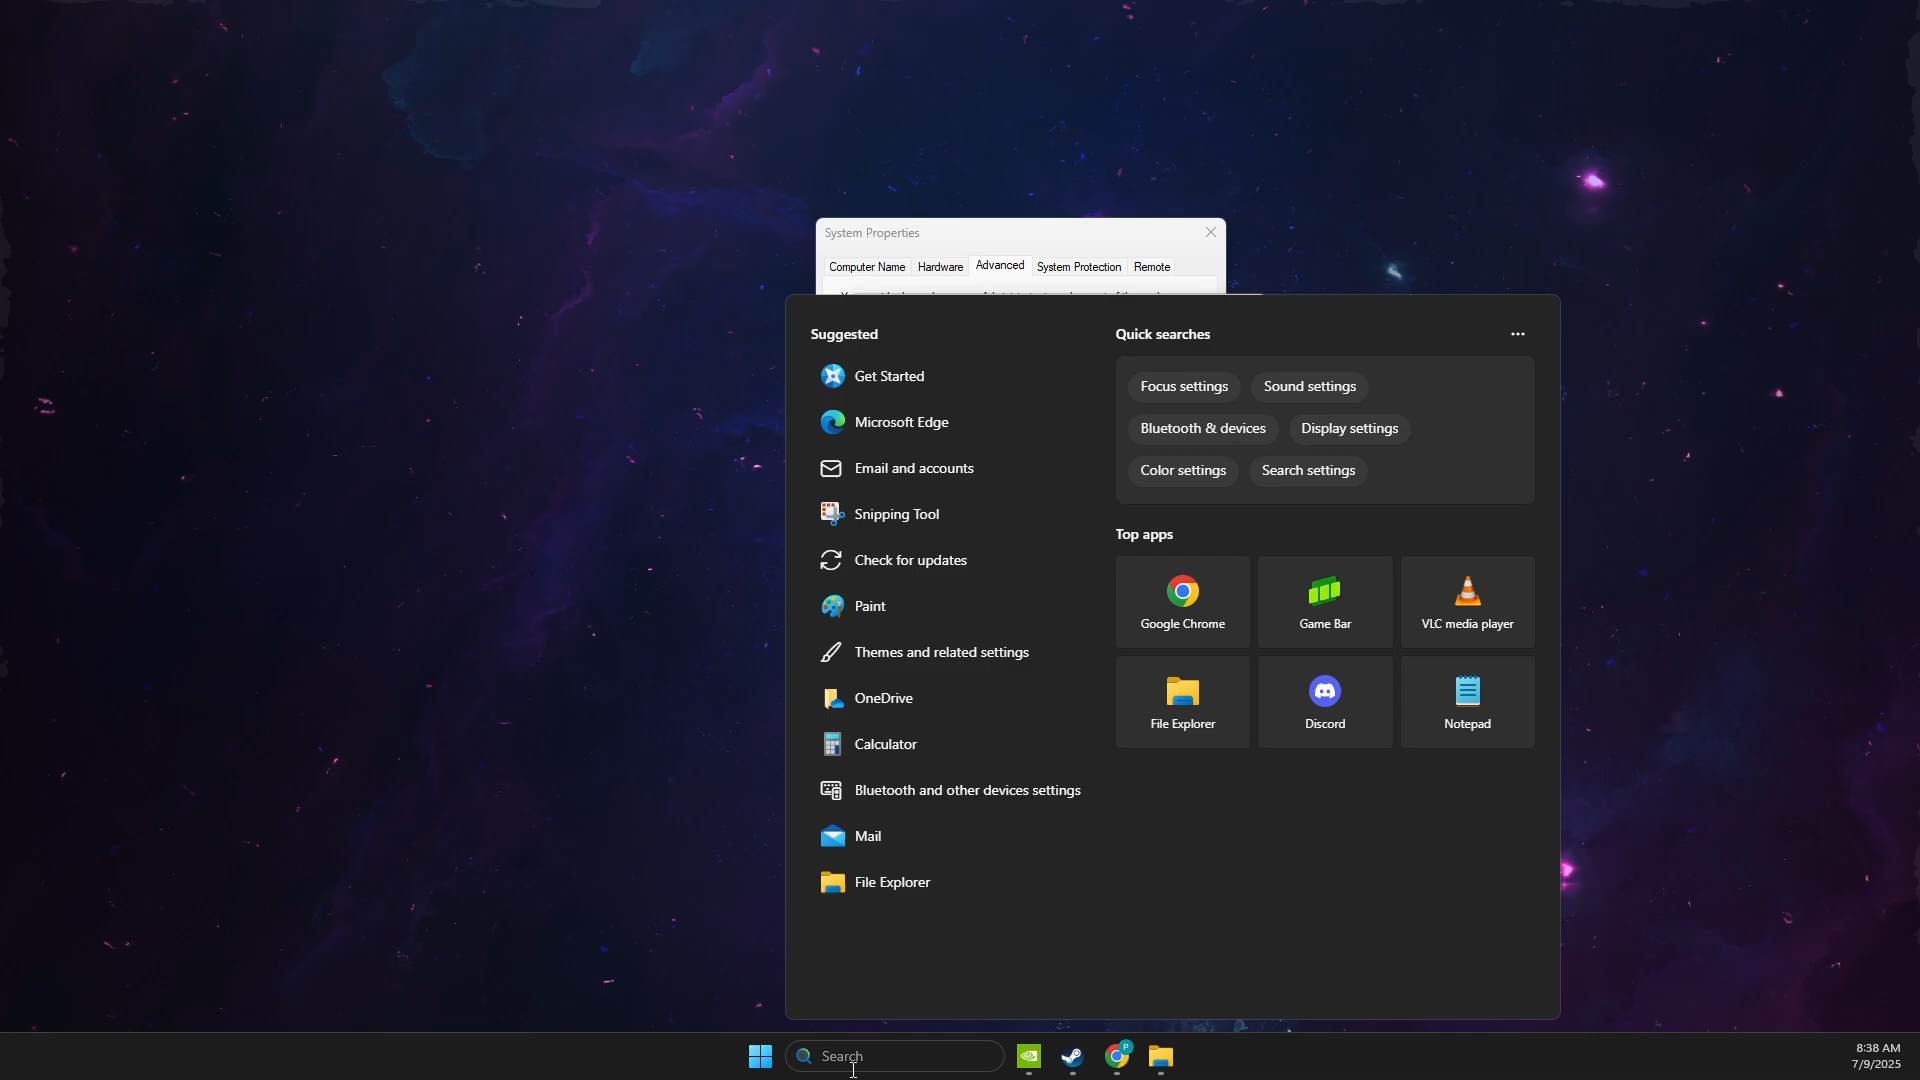 System Properties
Computer Name Hardware Advanced System Protection Remote
Suggested
Get Started
Microsoft Edge
Email and accounts
Snipping Tool
Check for updates
Paint
Themes and related settings
OneDrive
Calculator
Bluetooth and other devices settings
Mail
File Explorer
Quick searches
Focus settings Sound settings
Bluetooth & devices Display settings
Color settings Search settings
Top apps
Google Chrome Game Bar VLC media player
File Explorer Discord Notepad
Search
P
8:38 AM
7/9/2025